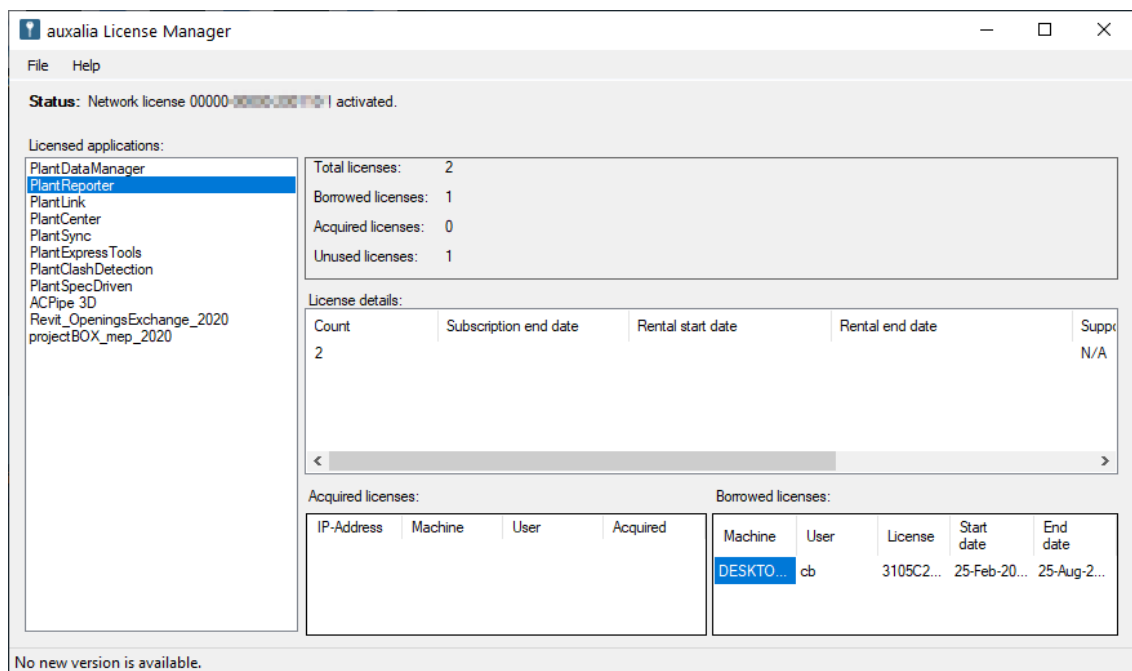 auxalia License Manager
File Help
Status: Network license 00000 activated.
Licensed applications:
PlantDataManager
PlantReporter
PlantLink
PlantCenter
PlantSync
PlantExpressTools
PlantClashDetection
PlantSpecDriven
ACPipe 3D
Revit_OpeningsExchange_2020
projectBOX_mep_2020
Total licenses: 2
Borrowed licenses: 1
Acquired licenses: 0
Unused licenses: 1
License details:
Count Subscription end date Rental start date Rental end date Suppo
2 N/A
Acquired licenses:
IP-Address Machine User Acquired
Borrowed licenses:
Machine User License Start date End date
DESKTO... cb 3105C2... 25-Feb-20... 25-Aug-2...
No new version is available.